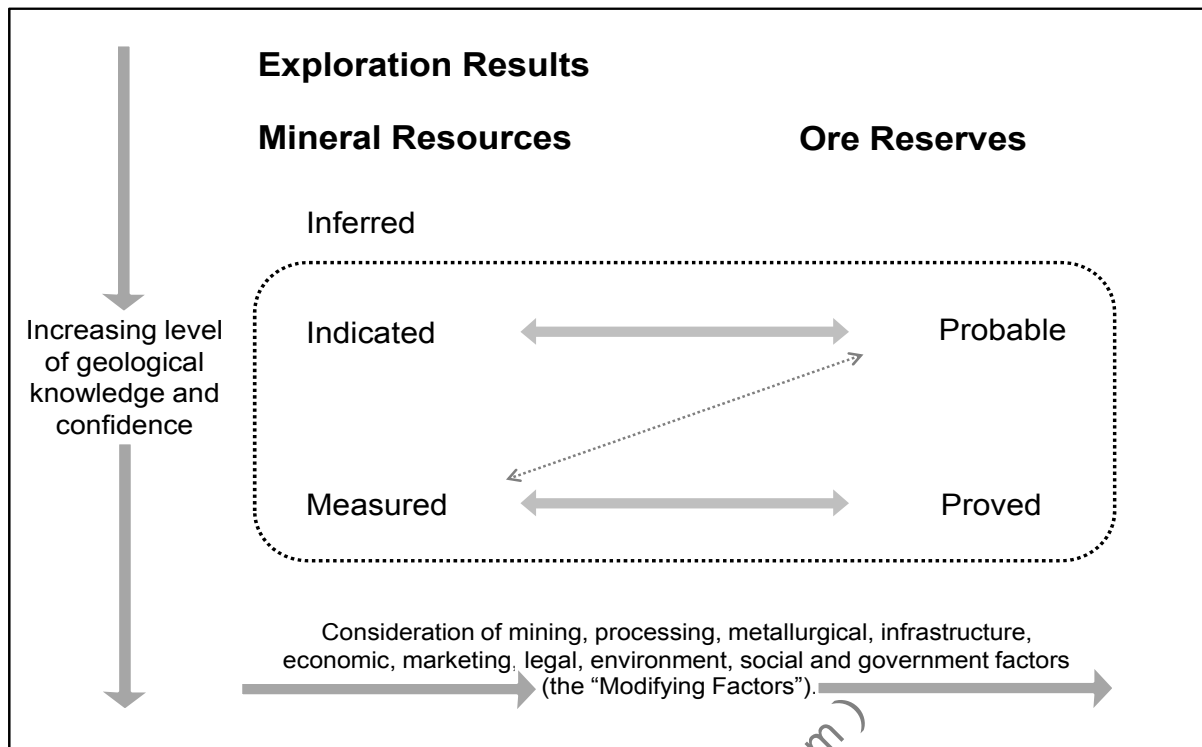 Exploration Results
Mineral Resources
Ore Reserves
Inferred
Increasing level
of geological
knowledge and
confidence
Indicated
Probable
Measured
Proved
Consideration of mining, processing, metallurgical, infrastructure,
economic, marketing, legal, environment, social and government factors
(the “Modifying Factors”).
m )